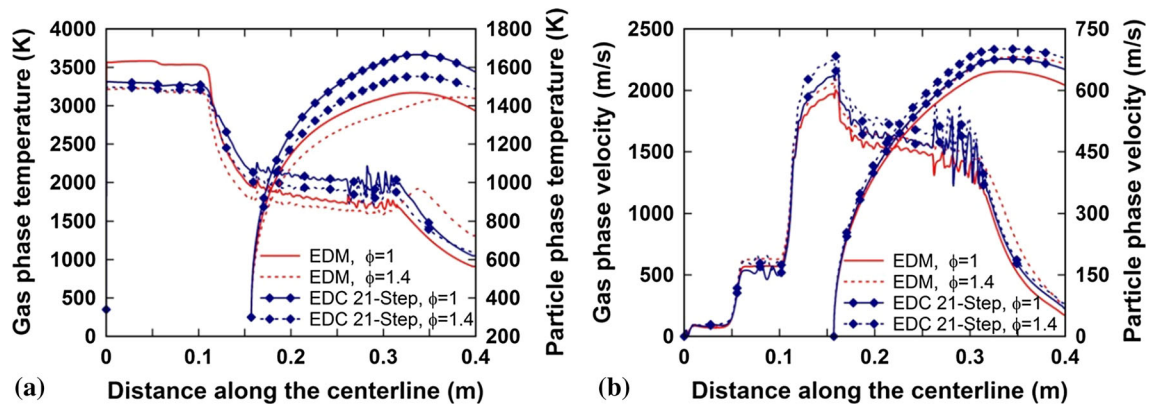 Gas phase temperature (K)
4000
3500
3000
2500
2000
1500
1000
500
0
EDM, ϕ=1
EDM, ϕ=1.4
EDC 21-Step, ϕ=1
EDC 21-Step, ϕ=1.4
1800
1600
1400
1200
1000
800
600
400
200
Particle phase temperature (K)
0 0.1 0.2 0.3 0.4
(a) Distance along the centerline (m)
Gas phase velocity (m/s)
2500
2000
1500
1000
500
0
EDM, ϕ=1
EDM, ϕ=1.4
EDC 21-Step, ϕ=1
EDC 21-Step, ϕ=1.4
750
600
450
300
150
0
Particle phase velocity (m/s)
0 0.1 0.2 0.3 0.4
(b) Distance along the centerline (m)